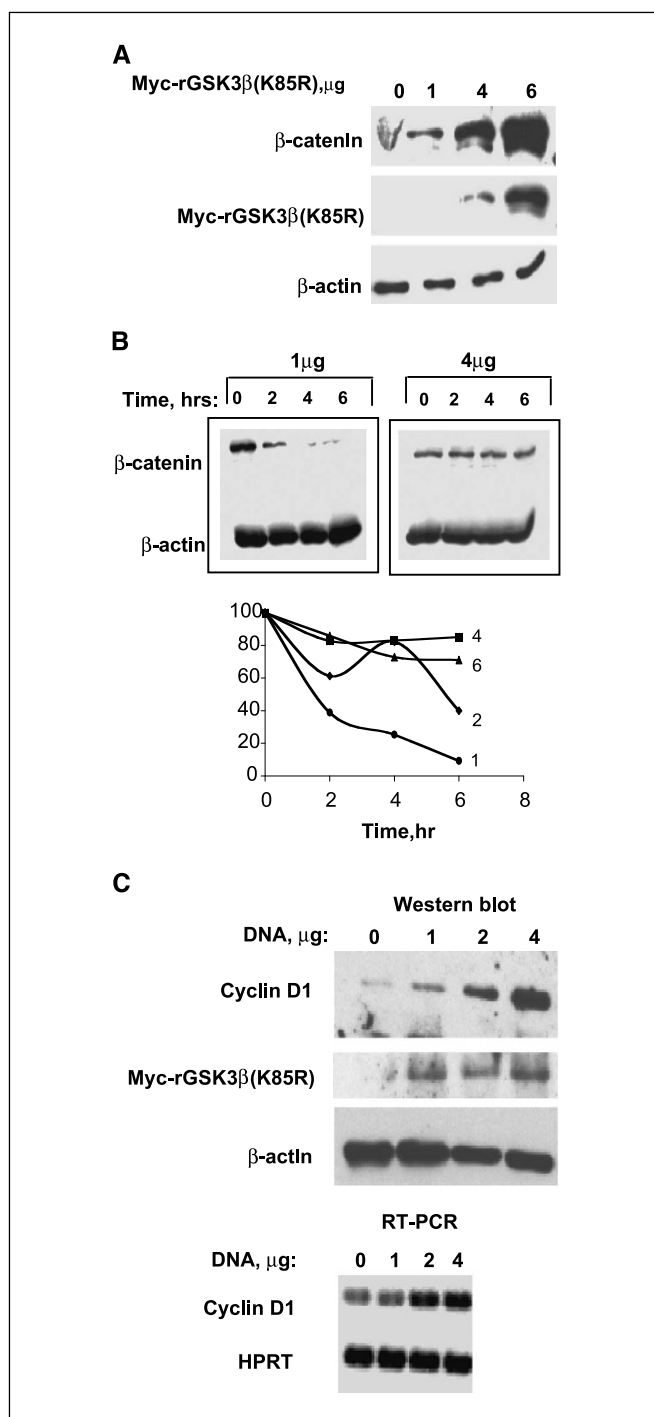 A
Myc-rGSK3β(K85R),μg 0 1 4 6
β-catenIn
Myc-rGSK3β(K85R)
β-actin
B
1μg 4μg
Time, hrs: 0 2 4 6 0 2 4 6
β-catenin
β-actin
100
80
60
40
20
0
4
6
2
1
0 2 4 6 8
Time,hr
C
Western blot
DNA, μg: 0 1 2 4
Cyclin D1
Myc-rGSK3β(K85R)
β-actIn
RT-PCR
DNA, μg: 0 1 2 4
Cyclin D1
HPRT